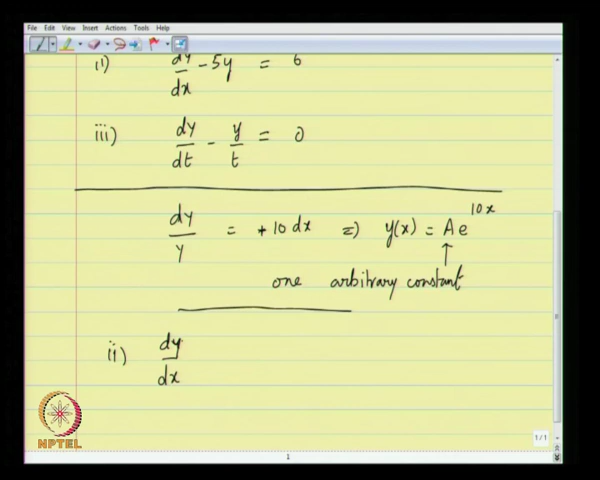 File Edit View Insert Actions Tools Help
ii) dy/dx - 5y = 6
iii) dy/dt - y/t = 0
dy/y = +10 dx => y(x) = A e^{10x}
↑
one arbitrary constant
ii) dy/dx
NPTEL
1/1
1